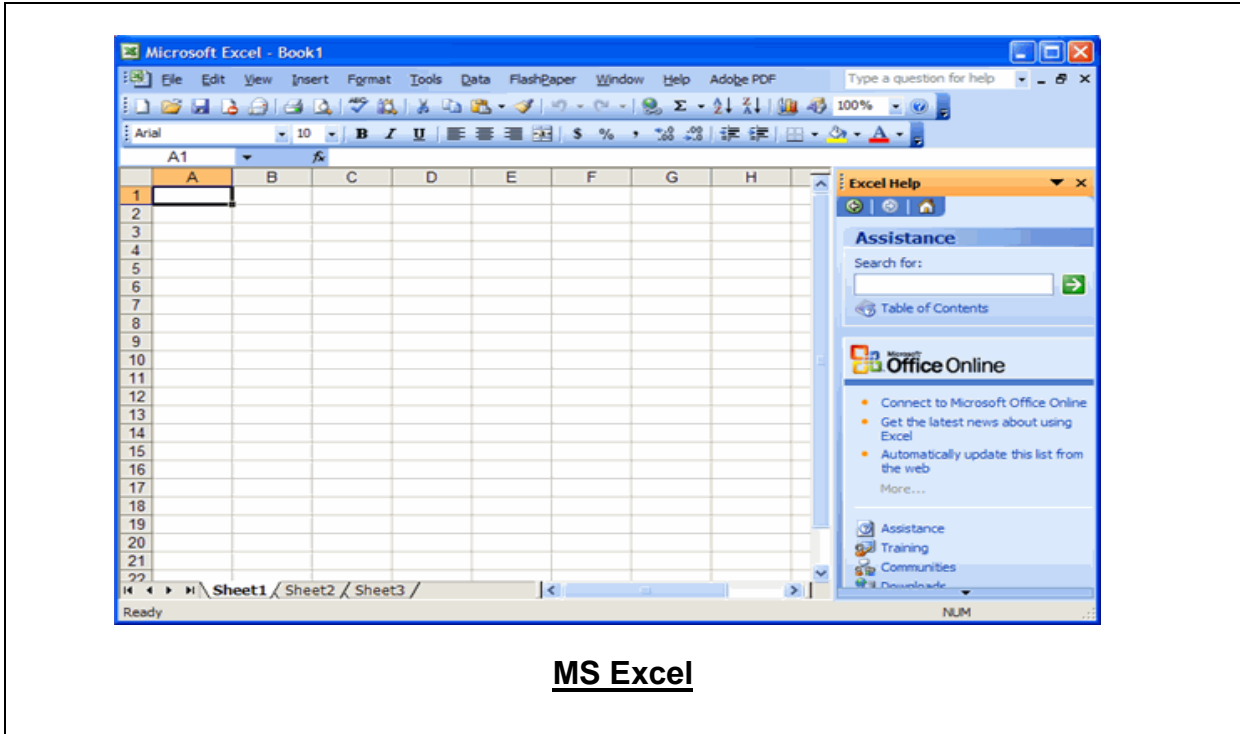 Microsoft Excel - Book1
File Edit View Insert Format Tools Data FlashPaper Window Help Adobe PDF Type a question for help
100%
Arial 10 B I U $ % ,
A1 fx
A B C D E F G H
1
2
3
4
5
6
7
8
9
10
11
12
13
14
15
16
17
18
19
20
21
22
Sheet1 Sheet2 Sheet3
Ready NUM
Excel Help
Assistance
Search for:
Table of Contents
Microsoft
Office Online
Connect to Microsoft Office Online
Get the latest news about using
Excel
Automatically update this list from
the web
More...
Assistance
Training
Communities
Downloads
MS Excel